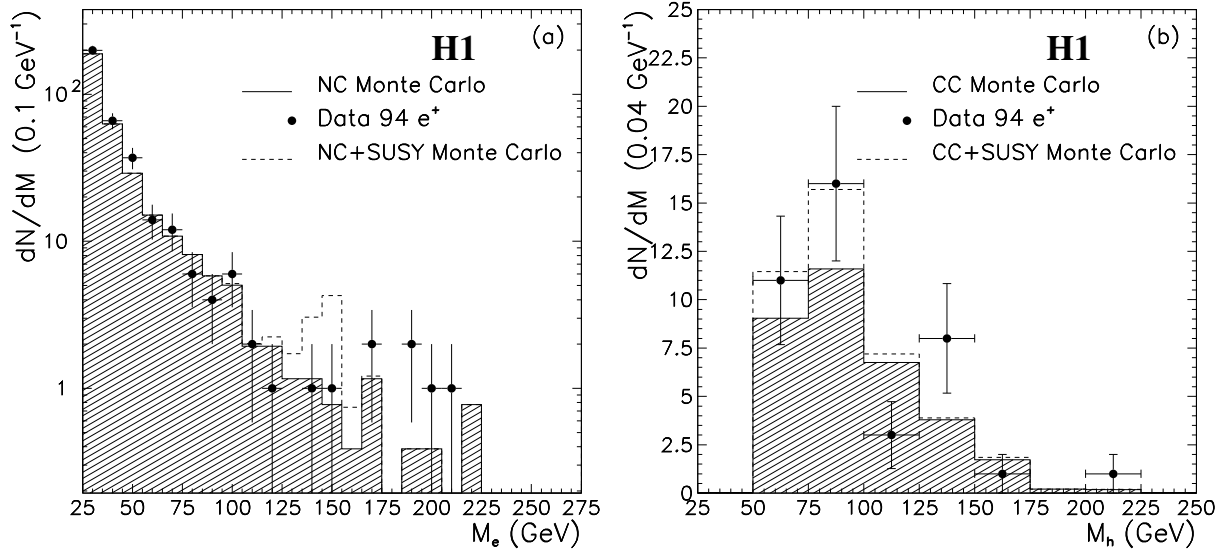 dN/dM (0.1 GeV⁻¹)
10²
10
1
H1
(a)
NC Monte Carlo
Data 94 e⁺
NC+SUSY Monte Carlo
25 50 75 100 125 150 175 200 225 250 275
Mₑ (GeV)
dN/dM (0.04 GeV⁻¹)
25
22.5
20
17.5
15
12.5
10
7.5
5
2.5
0
H1
(b)
CC Monte Carlo
Data 94 e⁺
CC+SUSY Monte Carlo
25 50 75 100 125 150 175 200 225 250
Mₕ (GeV)